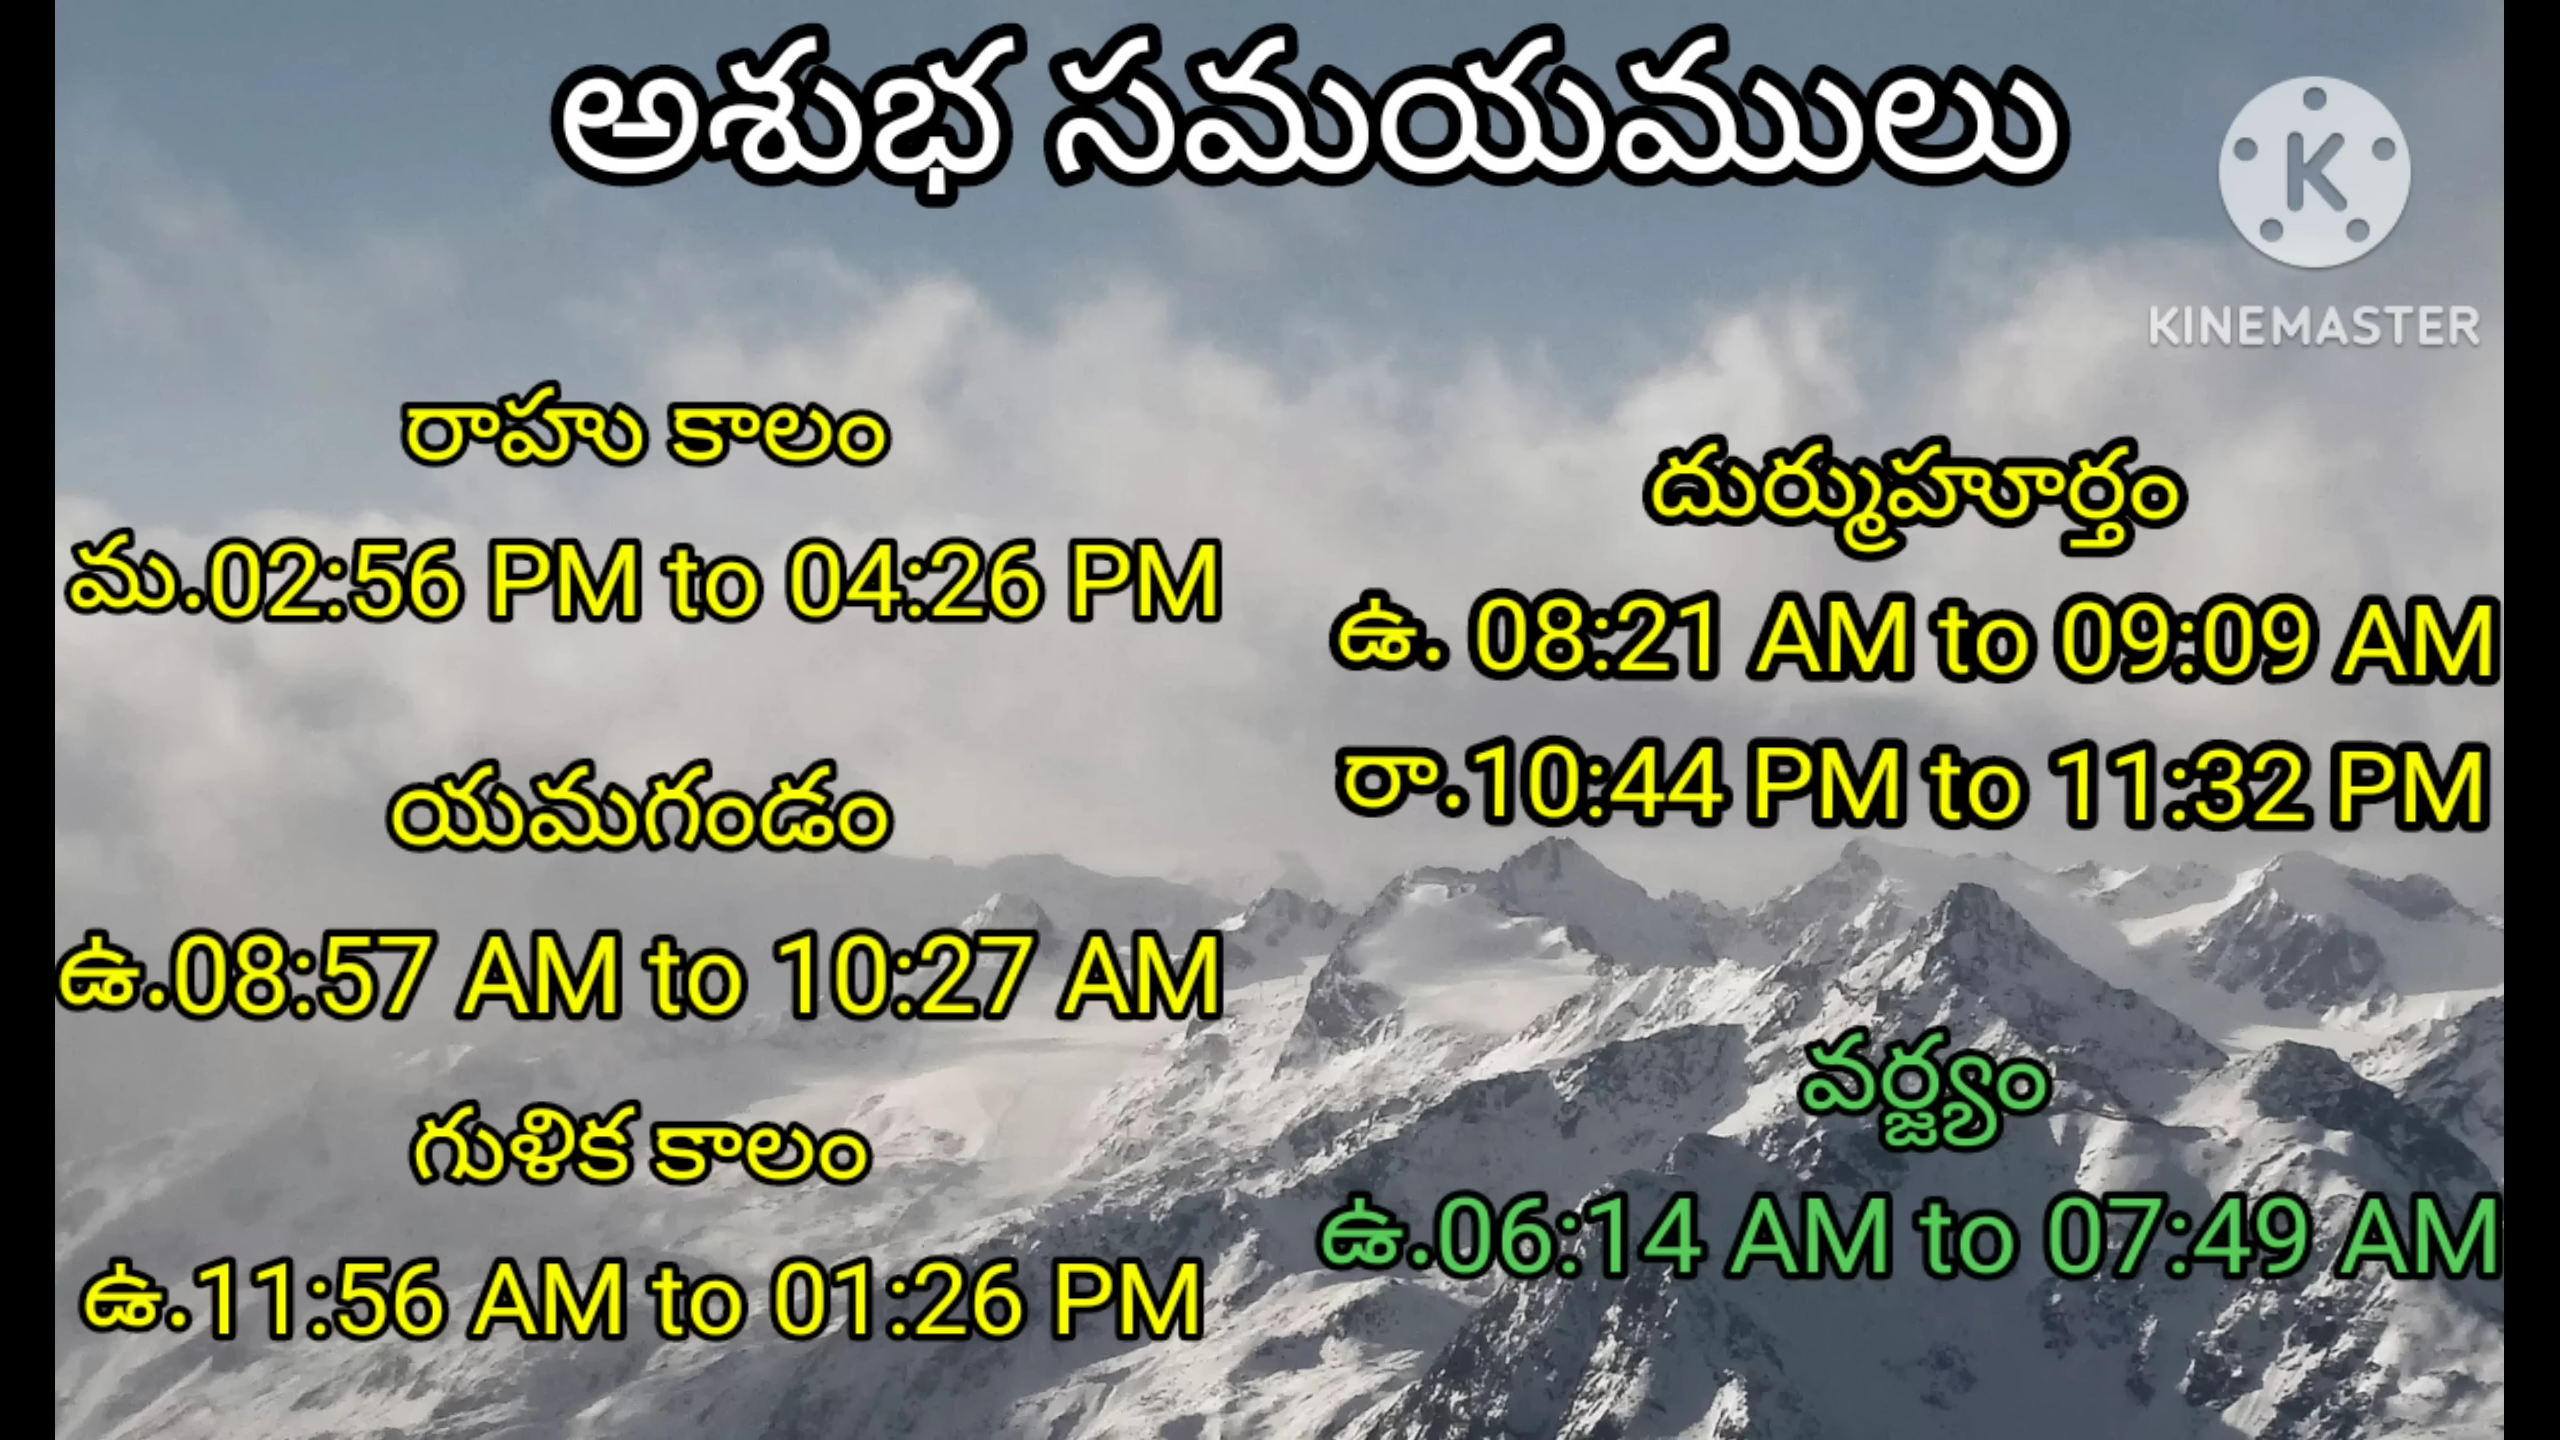 అశుభ సమయములు
KINEMASTER
రాహు కాలం
మ.02:56 PM to 04:26 PM
యమగండం
ఉ.08:57 AM to 10:27 AM
గుళిక కాలం
ఉ.11:56 AM to 01:26 PM
దుర్ముహూర్తం
ఉ. 08:21 AM to 09:09 AM
రా.10:44 PM to 11:32 PM
వర్జ్యం
ఉ.06:14 AM to 07:49 AM